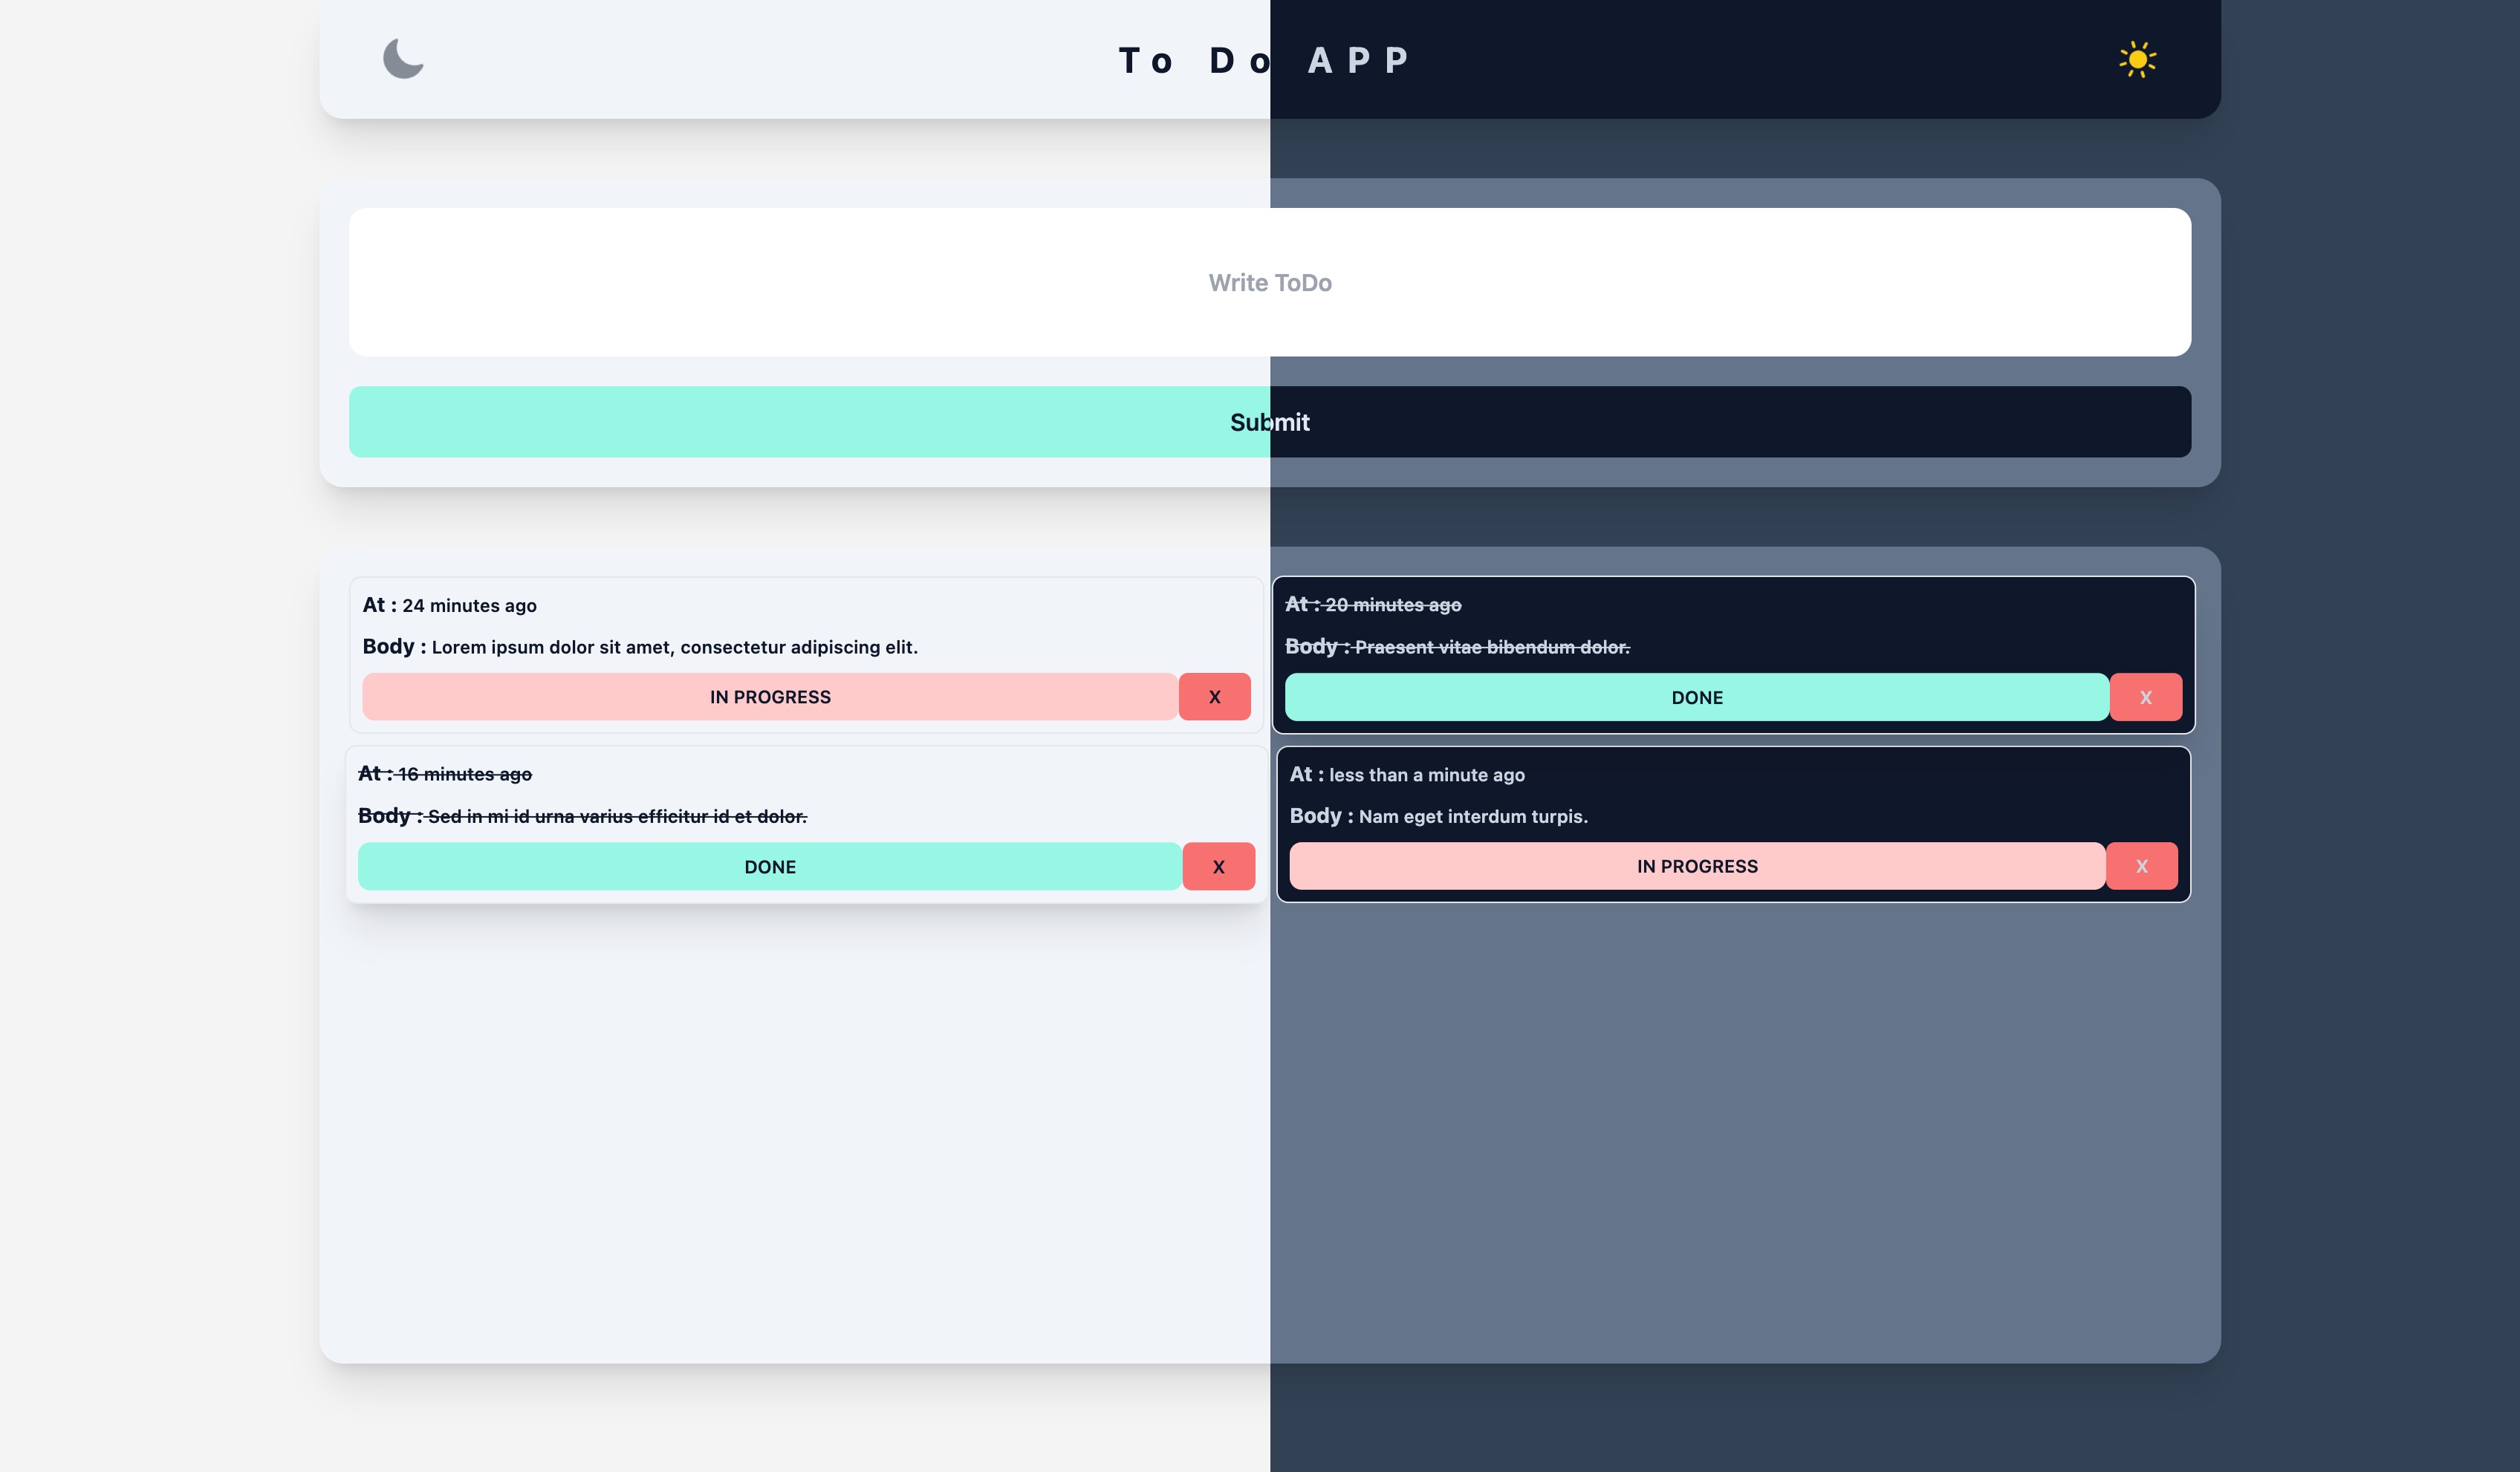 To Do APP
Write ToDo
Submit
At : 24 minutes ago
Body : Lorem ipsum dolor sit amet, consectetur adipiscing elit.
IN PROGRESS X
At : 20 minutes ago
Body : Praesent vitae bibendum dolor.
DONE X
At : 16 minutes ago
Body : Sed in mi id urna varius efficitur id et dolor.
DONE X
At : less than a minute ago
Body : Nam eget interdum turpis.
IN PROGRESS X